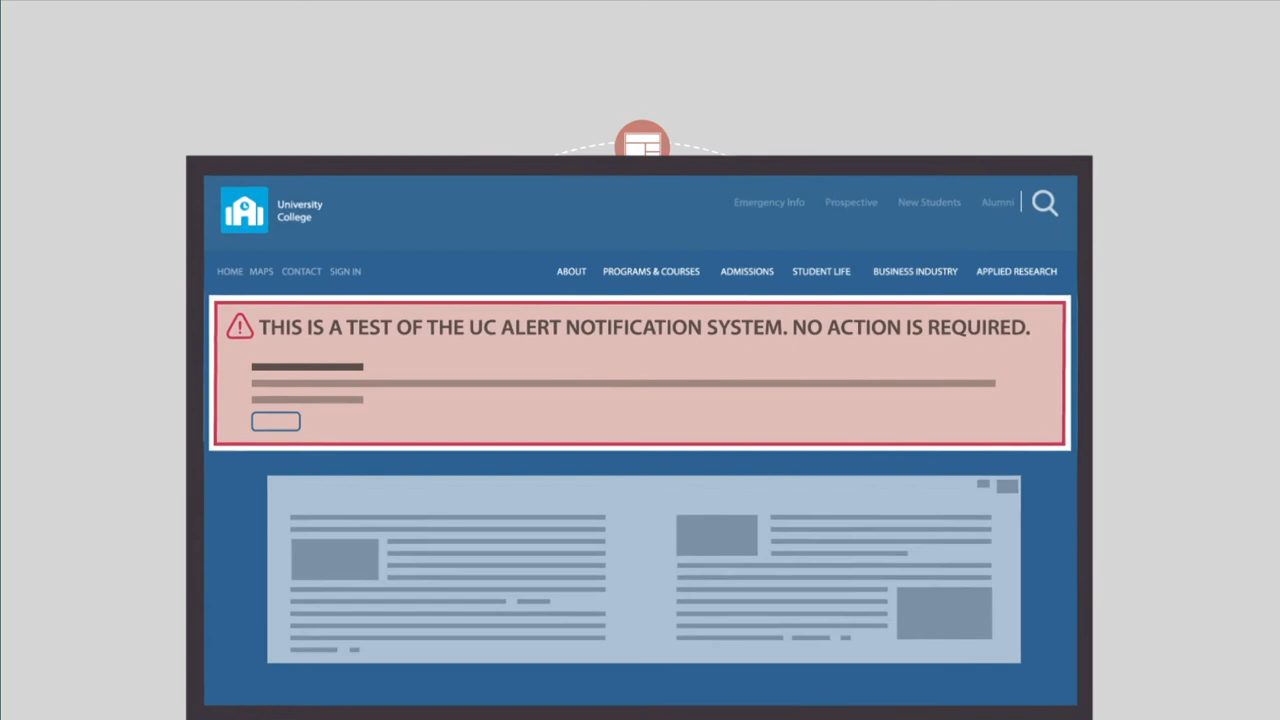 University
College
Emergency Info Prospective New Students Alumni
HOME MAPS CONTACT SIGN IN
ABOUT PROGRAMS & COURSES ADMISSIONS STUDENT LIFE BUSINESS INDUSTRY APPLIED RESEARCH
THIS IS A TEST OF THE UC ALERT NOTIFICATION SYSTEM. NO ACTION IS REQUIRED.